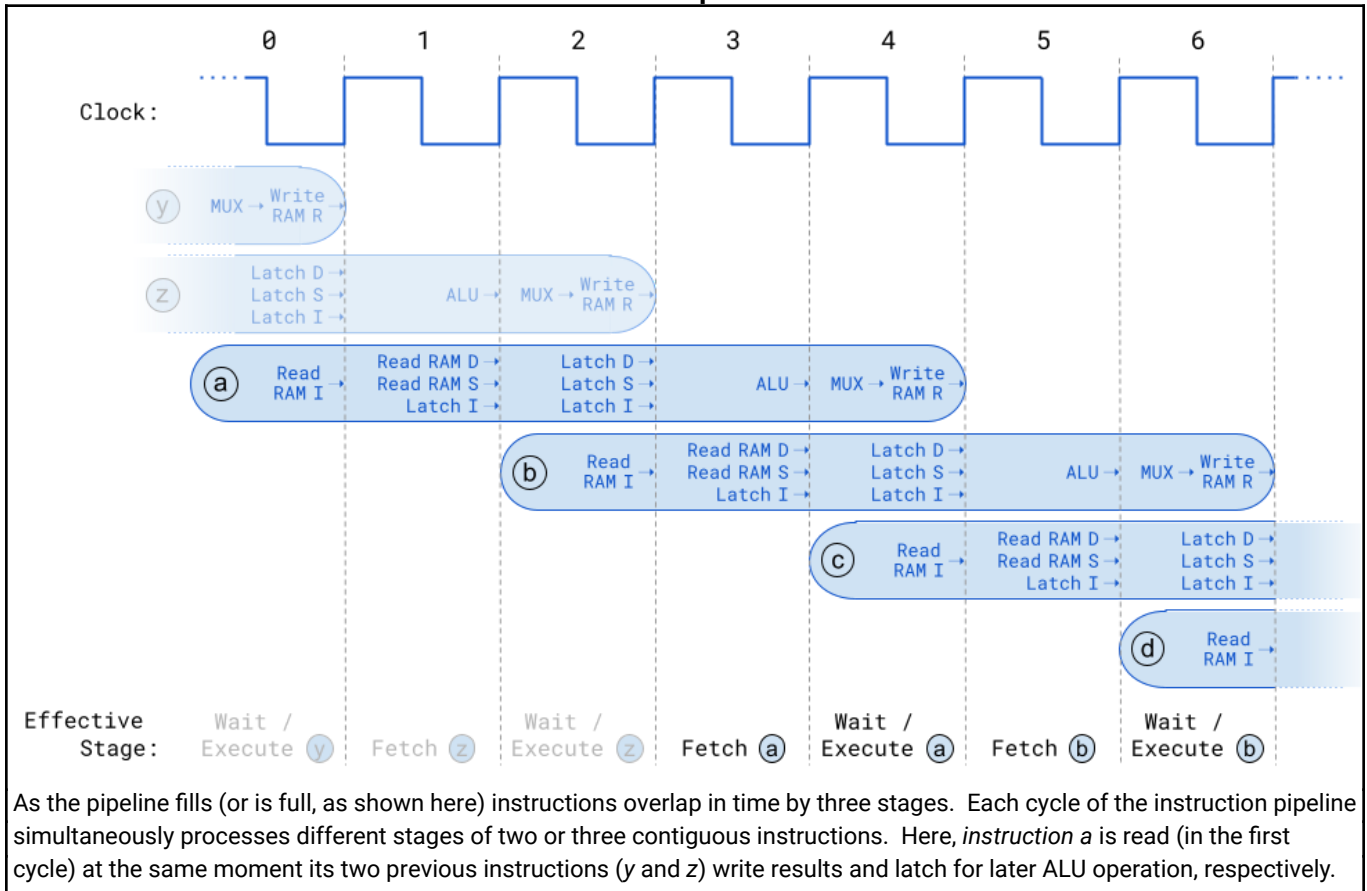 0 1 2 3 4 5 6
Clock:
y MUX → Write RAM R →
z Latch D → Latch S → Latch I → ALU → MUX → Write RAM R →
a Read RAM I → Read RAM D → Read RAM S → Latch I → Latch D → Latch S → Latch I → ALU → MUX → Write RAM R →
b Read RAM I → Read RAM D → Read RAM S → Latch I → Latch D → Latch S → Latch I → ALU → MUX → Write RAM R →
c Read RAM I → Read RAM D → Read RAM S → Latch I → Latch D → Latch S → Latch I →
d Read RAM I →
Effective Stage: Wait / Execute y Fetch z Wait / Execute z Fetch a Wait / Execute a Fetch b Wait / Execute b
As the pipeline fills (or is full, as shown here) instructions overlap in time by three stages. Each cycle of the instruction pipeline
simultaneously processes different stages of two or three contiguous instructions. Here, instruction a is read (in the first
cycle) at the same moment its two previous instructions (y and z) write results and latch for later ALU operation, respectively.